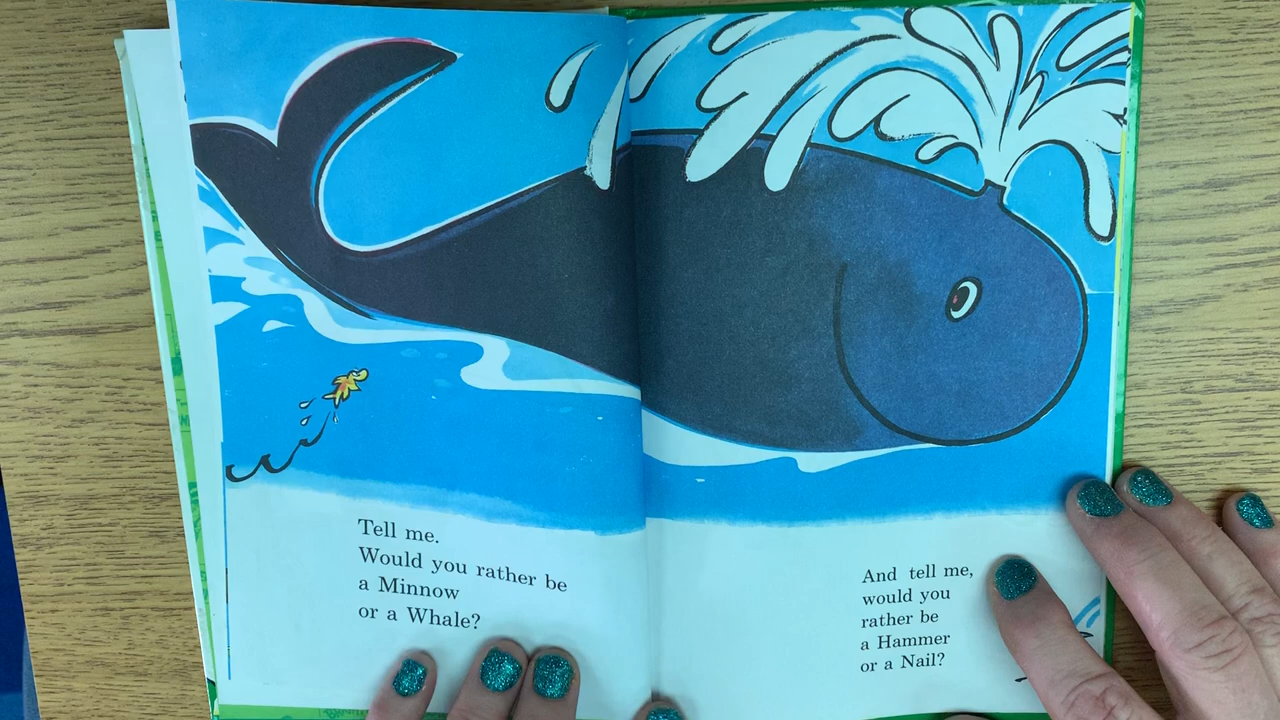 Tell me.
Would you rather be
a Minnow
or a Whale?
And tell me,
would you
rather be
a Hammer
or a Nail?